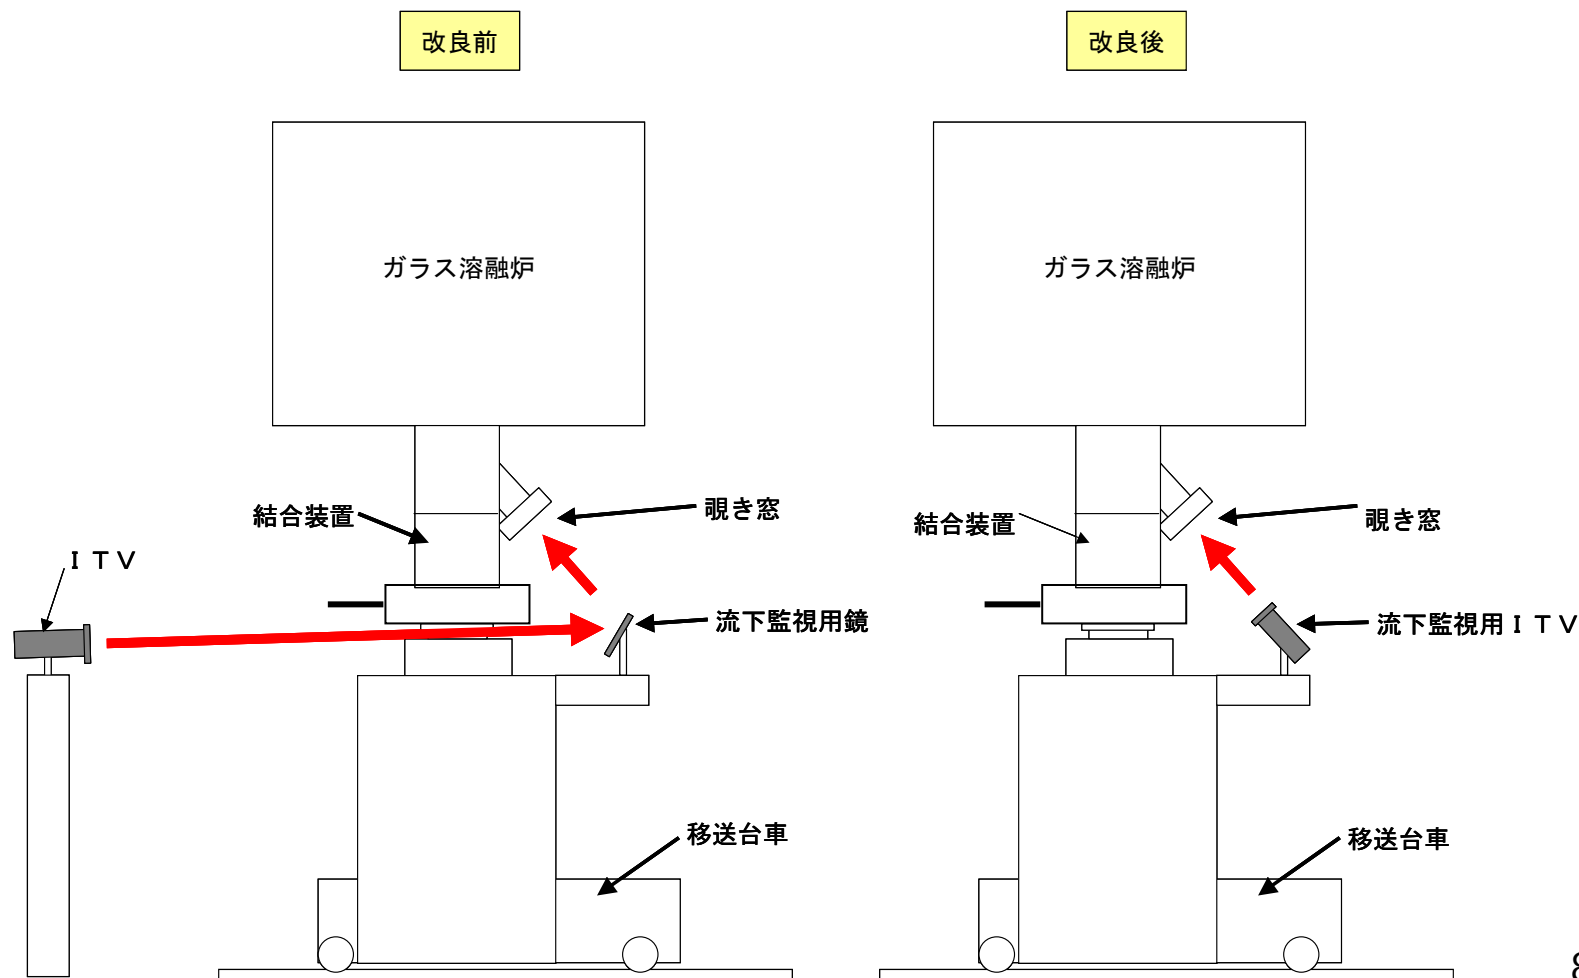 改良前
改良後
ガラス溶融炉
ガラス溶融炉
結合装置
覗き窓
結合装置
覗き窓
ＩＴＶ
流下監視用鏡
流下監視用ＩＴＶ
移送台車
移送台車